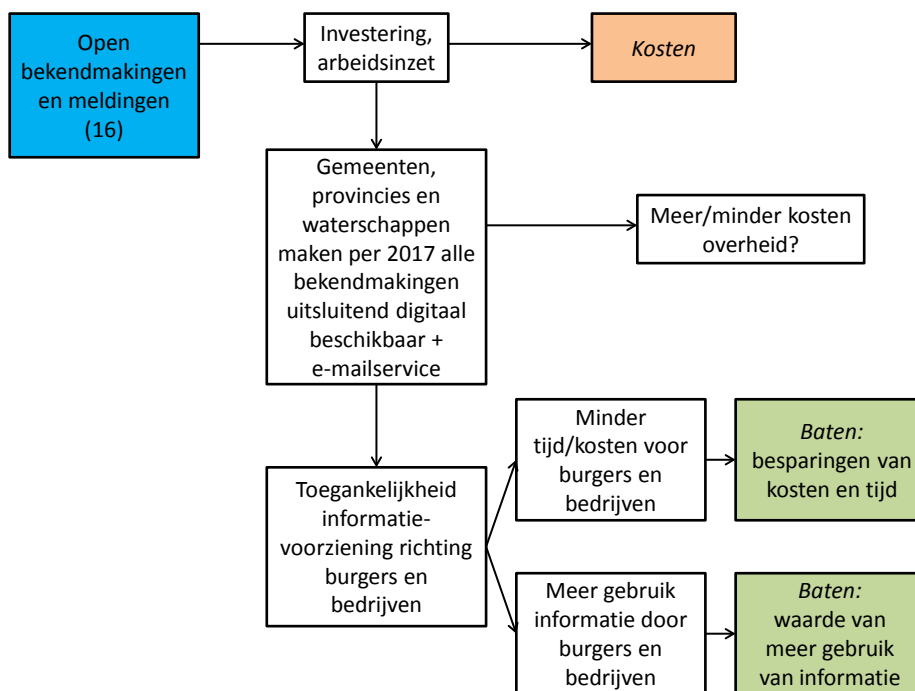 Open
bekendmakingen
en meldingen
(16)
Investering,
arbeidsinzet
Kosten
Gemeenten,
provincies en
waterschappen
maken per 2017 alle
bekendmakingen
uitsluitend digitaal
beschikbaar +
e-mailservice
Meer/minder kosten
overheid?
Toegankelijkheid
informatie-
voorziening richting
burgers en
bedrijven
Minder
tijd/kosten voor
burgers en
bedrijven
Baten:
besparingen van
kosten en tijd
Meer gebruik
informatie door
burgers en
bedrijven
Baten:
waarde van
meer gebruik
van informatie